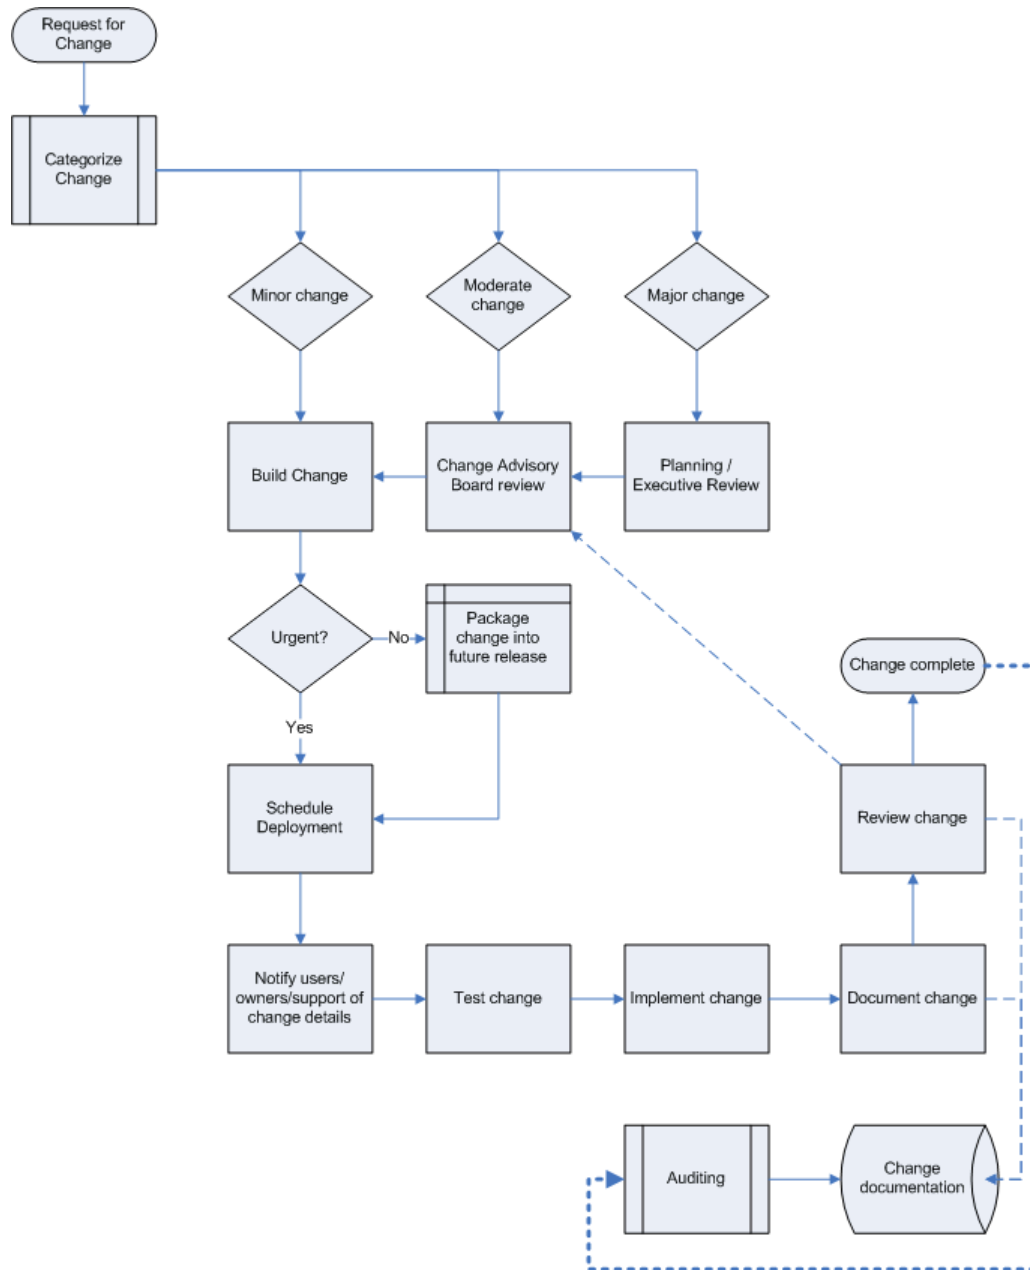 Request for
Change
Categorize
Change
Minor change
Moderate
change
Major change
Build Change
Change Advisory
Board review
Planning /
Executive Review
Urgent?
No
Package
change into
future release
Yes
Change complete
Schedule
Deployment
Review change
Notify users/
owners/support of
change details
Test change
Implement change
Document change
Auditing
Change
documentation